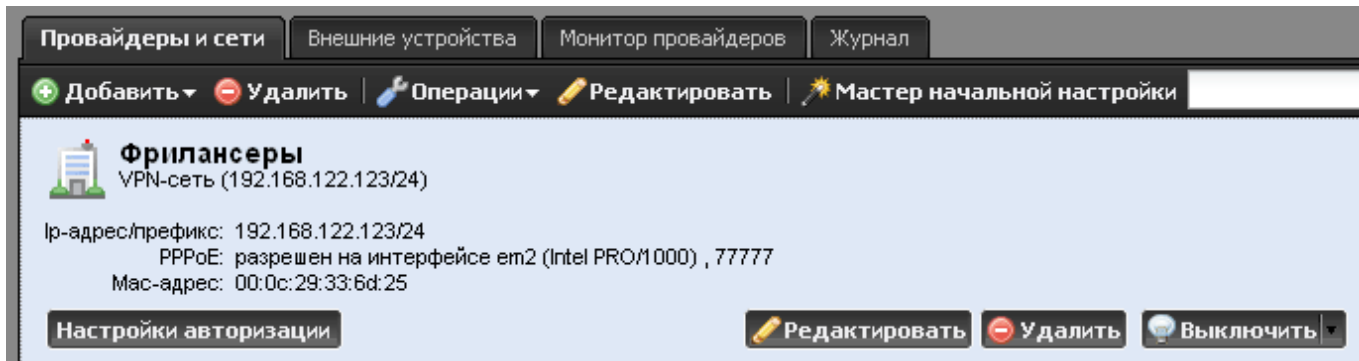 Провайдеры и сети Внешние устройства Монитор провайдеров Журнал
Добавить Удалить Операции Редактировать Мастер начальной настройки
Фрилансеры
VPN-сеть (192.168.122.123/24)
Ip-адрес/префикс: 192.168.122.123/24
PPPoE: разрешен на интерфейсе em2 (Intel PRO/1000) , 77777
Mac-адрес: 00:0c:29:33:6d:25
Настройки авторизации Редактировать Удалить Выключить